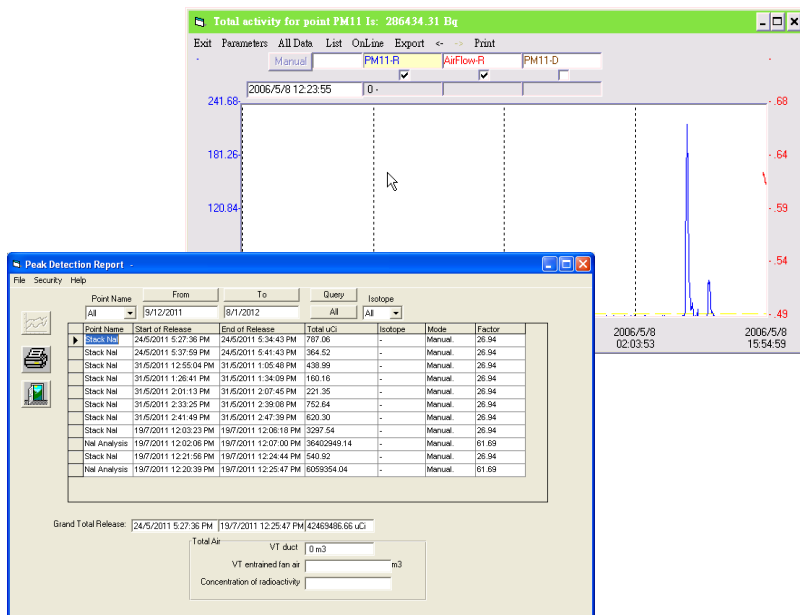 Total activity for point PM11 Is: 286434.31 Bq
Exit Parameters All Data List OnLine Export <- -> Print
Manual PM11-R AirFlow-R PM11-D
2006/5/8 12:23:55 0 -
241.68 .68
181.26 .64
120.84 .59
.54
.49
2006/5/8 2006/5/8
02:03:53 15:54:59
Peak Detection Report -
File Security Help
Point Name From To Query Isotope
All 9/12/2011 8/1/2012 All All
Point Name Start of Release End of Release Total uCi Isotope Mode Factor
Stack Nal 24/5/2011 5:27:36 PM 24/5/2011 5:34:43 PM 787.06 - Manual. 26.94
Stack Nal 24/5/2011 5:37:59 PM 24/5/2011 5:41:43 PM 364.52 - Manual. 26.94
Stack Nal 31/5/2011 12:55:04 PM 31/5/2011 1:05:48 PM 438.99 - Manual. 26.94
Stack Nal 31/5/2011 1:26:41 PM 31/5/2011 1:34:09 PM 160.16 - Manual. 26.94
Stack Nal 31/5/2011 2:01:13 PM 31/5/2011 2:07:45 PM 221.35 - Manual. 26.94
Stack Nal 31/5/2011 2:33:25 PM 31/5/2011 2:39:08 PM 752.64 - Manual. 26.94
Stack Nal 31/5/2011 2:41:49 PM 31/5/2011 2:47:39 PM 620.30 - Manual. 26.94
Stack Nal 19/7/2011 12:03:23 PM 19/7/2011 12:06:18 PM 3297.54 - Manual. 26.94
Nal Analysis 19/7/2011 12:02:06 PM 19/7/2011 12:07:00 PM 36402949.14 - Manual. 61.69
Stack Nal 19/7/2011 12:21:56 PM 19/7/2011 12:24:44 PM 540.92 - Manual. 26.94
Nal Analysis 19/7/2011 12:20:39 PM 19/7/2011 12:25:47 PM 6059354.04 - Manual. 61.69
Grand Total Release: 24/5/2011 5:27:36 PM 19/7/2011 12:25:47 PM 42469486.66 uCi
Total Air
VT duct 0 m3
VT entrained fan air m3
Concentration of radioactivity